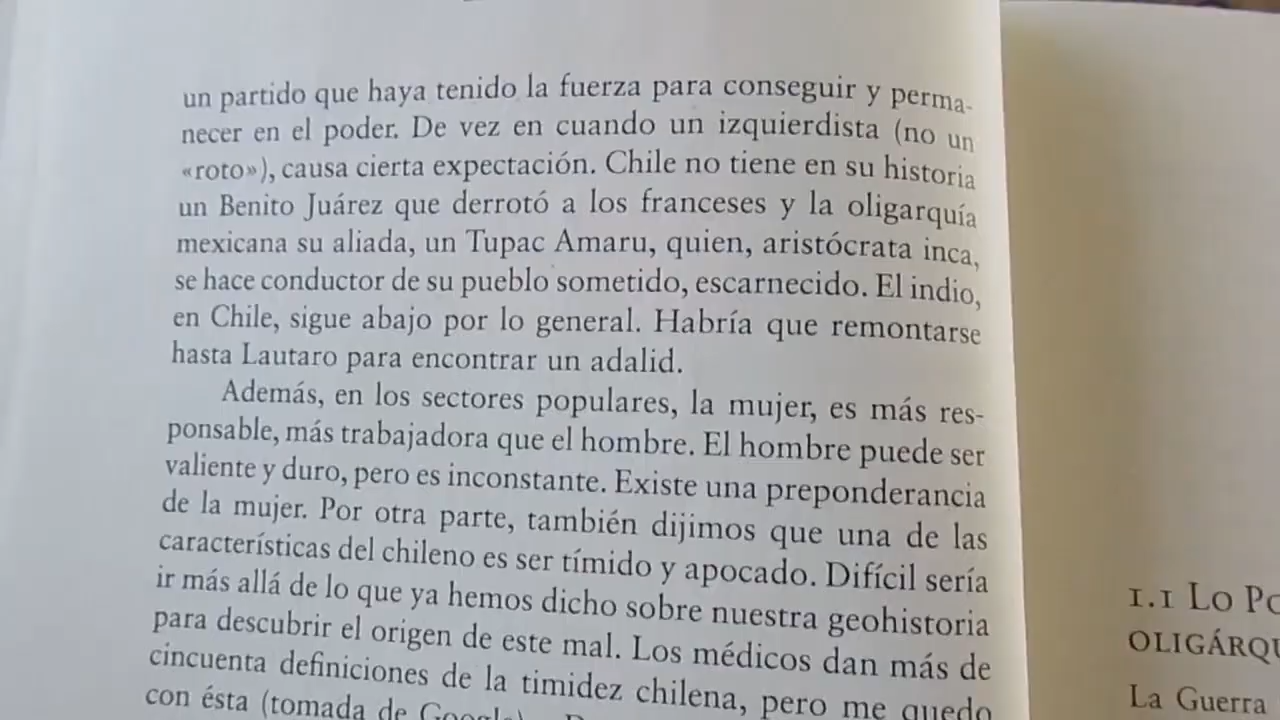 un partido que haya tenido la fuerza para conseguir y perma-
necer en el poder. De vez en cuando un izquierdista (no un
«roto»), causa cierta expectación. Chile no tiene en su historia
un Benito Juárez que derrotó a los franceses y la oligarquía
mexicana su aliada, un Tupac Amaru, quien, aristócrata inca,
se hace conductor de su pueblo sometido, escarnecido. El indio,
en Chile, sigue abajo por lo general. Habría que remontarse
hasta Lautaro para encontrar un adalid.
Además, en los sectores populares, la mujer, es más res-
ponsable, más trabajadora que el hombre. El hombre puede ser
valiente y duro, pero es inconstante. Existe una preponderancia
de la mujer. Por otra parte, también dijimos que una de las
características del chileno es ser tímido y apocado. Difícil sería
ir más allá de lo que ya hemos dicho sobre nuestra geohistoria
para descubrir el origen de este mal. Los médicos dan más de
cincuenta definiciones de la timidez chilena, pero me quedo
con ésta (tomada de Google)
1.1 Lo
La Guerra